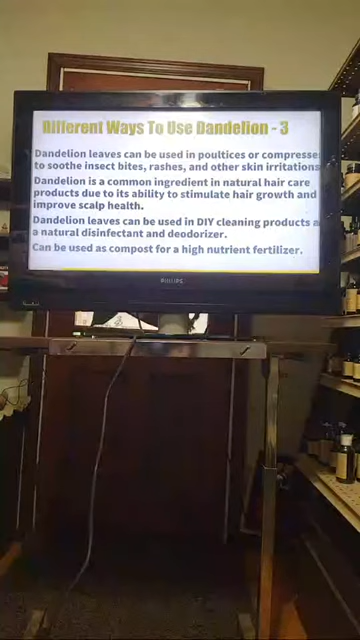 Different Ways To Use Dandelion - 3
Dandelion leaves can be used in poultices or compresse
to soothe insect bites, rashes, and other skin irritations
Dandelion is a common ingredient in natural hair care
products due to its ability to stimulate hair growth and
improve scalp health.
Dandelion leaves can be used in DIY cleaning products a
a natural disinfectant and deodorizer.
Can be used as compost for a high nutrient fertilizer.
PHILIPS